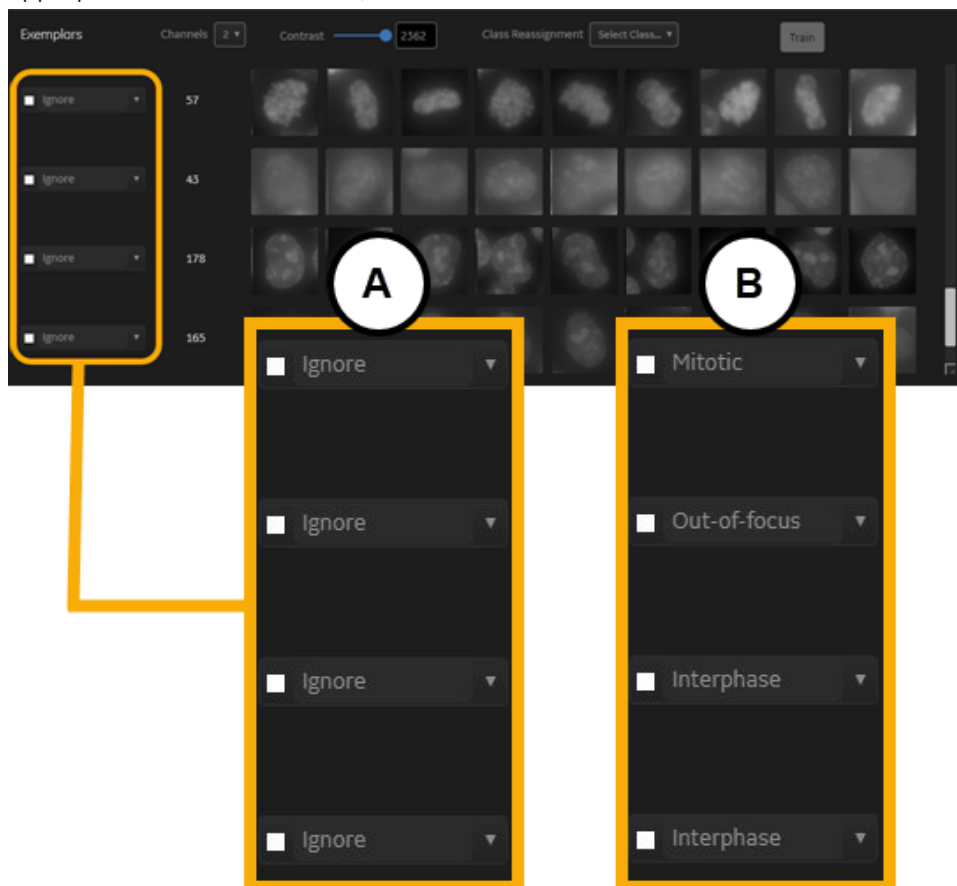 Exemplars Channels 2 Contrast 2362 Class Reassignment Select Class... Train
Ignore 57
Ignore 43
Ignore 178
Ignore 165
A
Ignore
Ignore
Ignore
Ignore
B
Mitotic
Out-of-focus
Interphase
Interphase